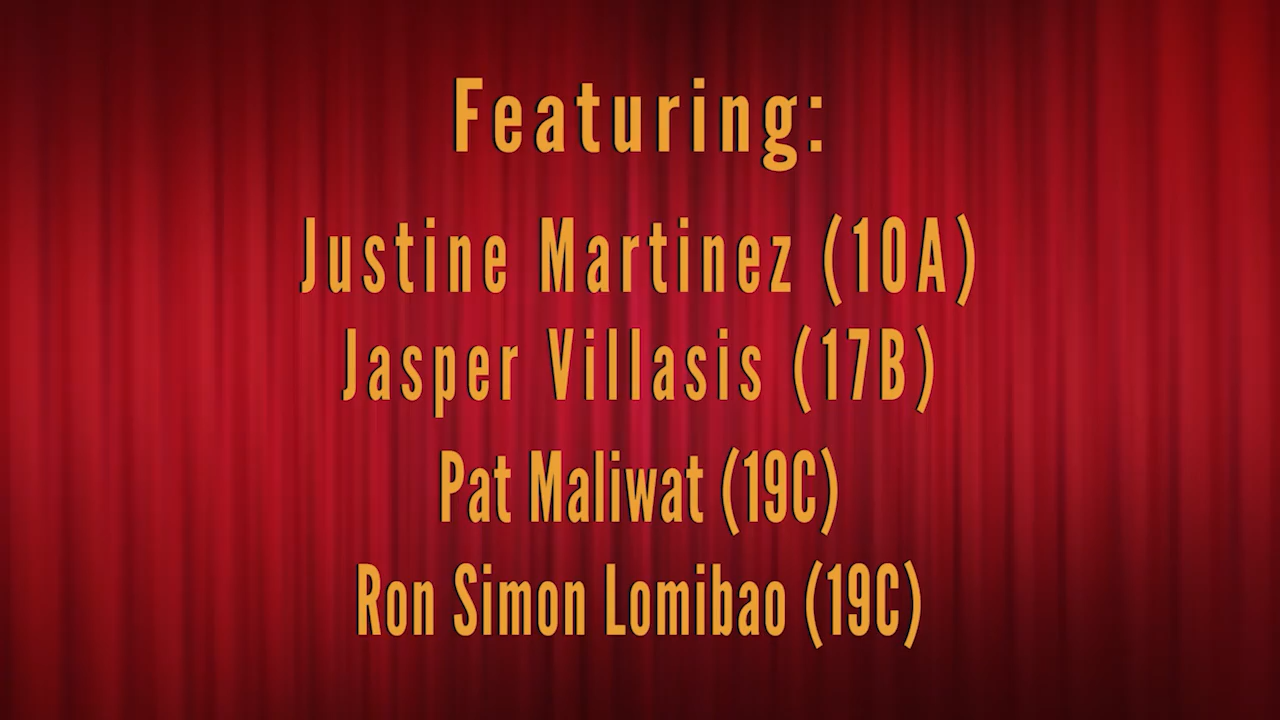 Featuring:
Justine Martinez (10A)
Jasper Villasis (17B)
Pat Maliwat (19C)
Ron Simon Lomibao (19C)